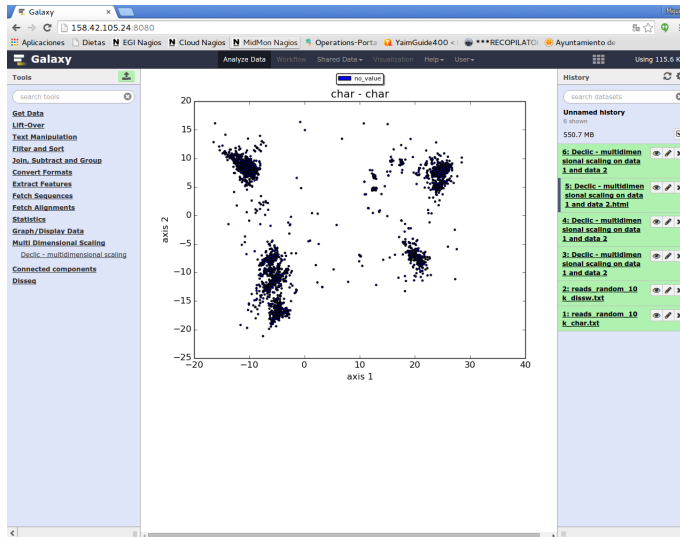 Galaxy
158.42.105.24:8080
Aplicaciones Dietas EGI Nagios Cloud Nagios MidMon Nagios Operations-Porta YaimGuide400 < ***RECOPILATO Ayuntamiento de
Galaxy Analyze Data Workflow Shared Data Visualization Help User Using 115.6 K
Tools
search tools
Get Data
Lift-Over
Text Manipulation
Filter and Sort
Join, Subtract and Group
Convert Formats
Extract Features
Fetch Sequences
Fetch Alignments
Statistics
Graph/Display Data
Multi Dimensional Scaling
Declic - multidimensional scaling
Connected components
Disseq
no_value
char - char
20
15
10
5
0
−5
−10
−15
−20
−25
−20 −10 0 10 20 30 40
axis 2
axis 1
History
search datasets
Unnamed history
6 shown
550.7 MB
6: Declic - multidimen
sional scaling on data
1 and data 2
5: Declic - multidimen
sional scaling on data
1 and data 2.html
4: Declic - multidimen
sional scaling on data
1 and data 2
3: Declic - multidimen
sional scaling on data
1 and data 2
2: reads_random_10
k_dissw.txt
1: reads_random_10
k_char.txt